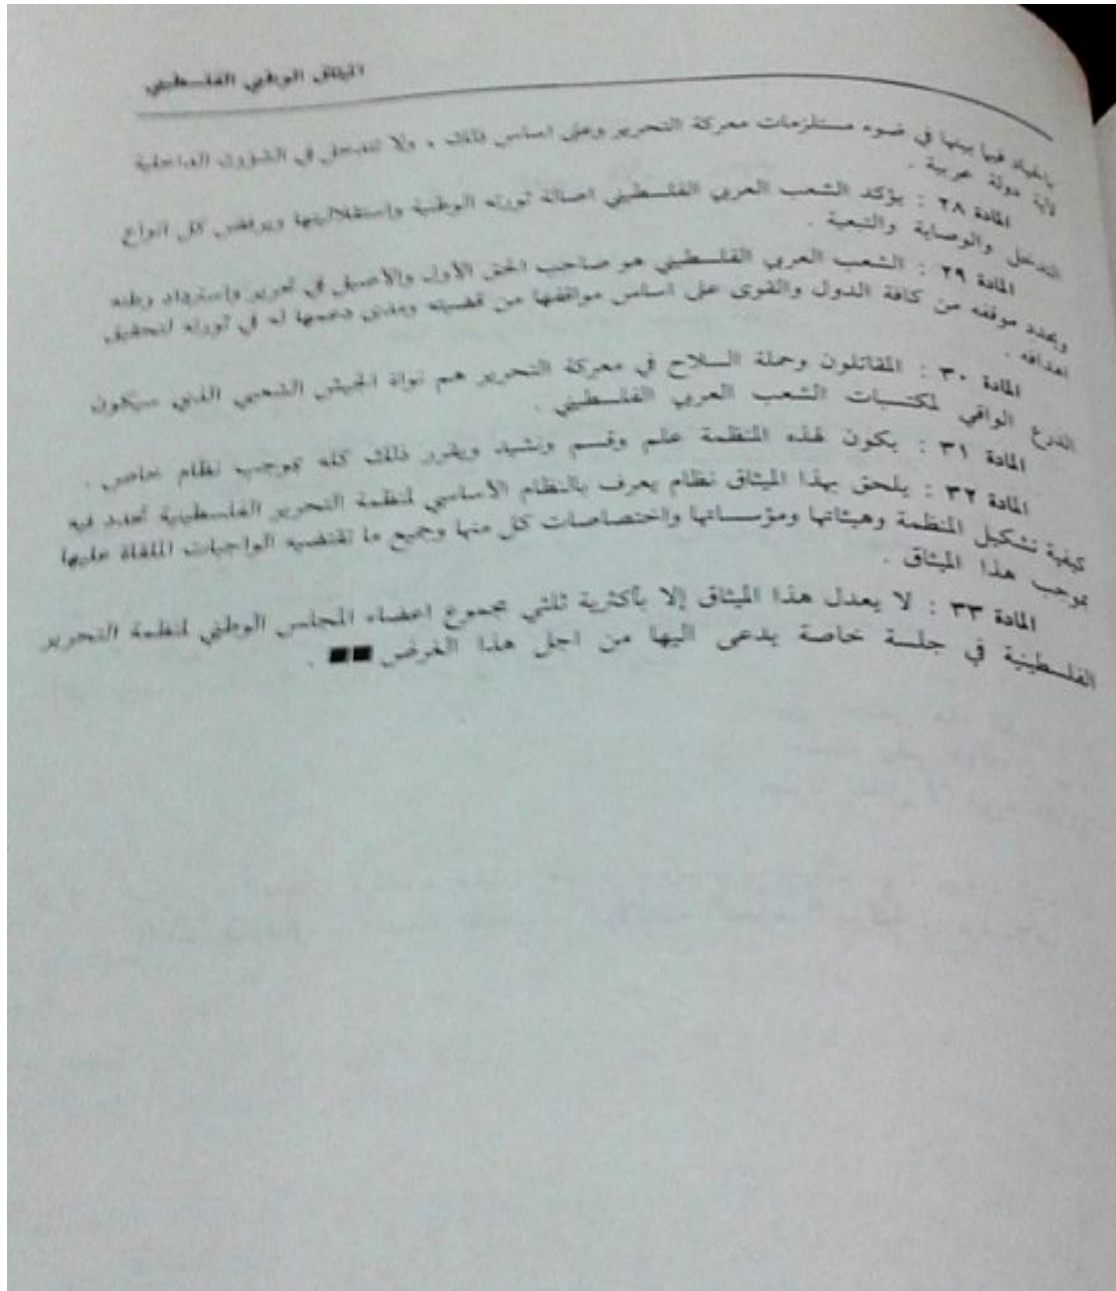 الميثاق الوطني الفلسطيني
بالحياد فيما بينها في ضوء مستلزمات معركة التحرير وعلى اساس ذلك ، ولا تتدخل في الشؤون الداخلية
لأية دولة عربية .
المادة ٢٨ : يؤكد الشعب العربي الفلسطيني اصالة ثورته الوطنية واستقلاليتها ويرفض كل انواع
التدخل والوصاية والتبعية .
المادة ٢٩ : الشعب العربي الفلسطيني هو صاحب الحق الأول والأصيل في تحرير واسترداد وطنه
ويحدد موقفه من كافة الدول والقوى على اساس مواقفها من قضيته ومدى دعمها له في ثورته لتحقيق
اهدافه .
المادة ٣٠ : المقاتلون وحملة السلاح في معركة التحرير هم نواة الجيش الشعبي الذي سيكون
الدرع الواقي لمكتسبات الشعب العربي الفلسطيني .
المادة ٣١ : يكون لهذه المنظمة علم وقسم ونشيد ويقرر ذلك كله بموجب نظام خاص .
المادة ٣٢ : يلحق بهذا الميثاق نظام يعرف بالنظام الأساسي لمنظمة التحرير الفلسطينية تحدد فيه
كيفية تشكيل المنظمة وهيئاتها ومؤسساتها واختصاصات كل منها وجميع ما تقتضيه الواجبات الملقاة عليها
بموجب هذا الميثاق .
المادة ٣٣ : لا يعدل هذا الميثاق إلا بأكثرية ثلثي مجموع اعضاء المجلس الوطني لمنظمة التحرير
الفلسطينية في جلسة خاصة يدعى اليها من اجل هذا الغرض ■■ .